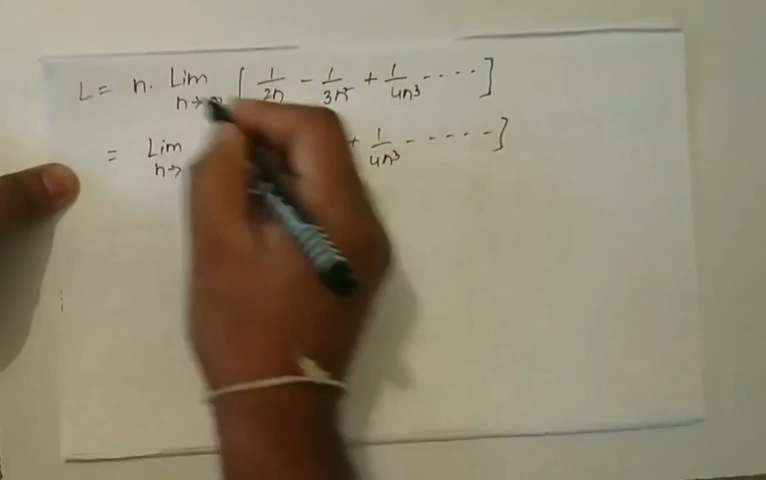 L = n. Lim n→ [ 1/2n - 1/3n² + 1/4n³ - - - - ]
= Lim n→ + 1/4n³ - - - - - ]